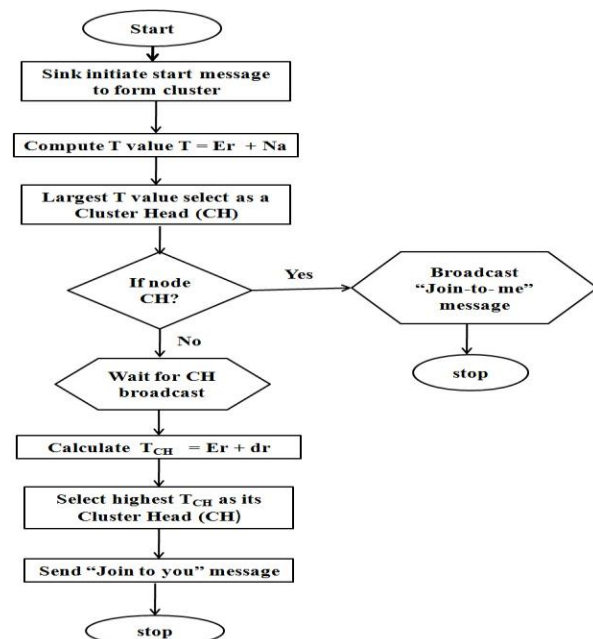 Start
Sink initiate start message
to form cluster
Compute T value T = Er + Na
Largest T value select as a
Cluster Head (CH)
If node
CH?
Yes
Broadcast
“Join-to- me”
message
stop
No
Wait for CH
broadcast
Calculate TCH = Er + dr
Select highest TCH as its
Cluster Head (CH)
Send “Join to you” message
stop